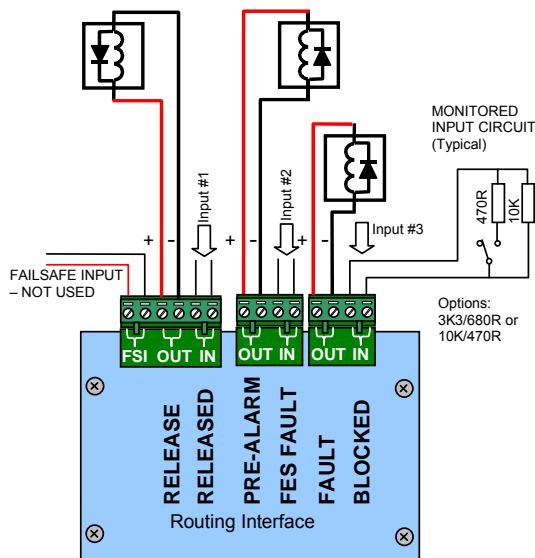 MONITORED
INPUT CIRCUIT
(Typical)
470R
10K
Input #1
Input #2
Input #3
+ -
+ -
+ -
FAILSAFE INPUT
– NOT USED
Options:
3K3/680R or
10K/470R
FSI OUT IN
OUT IN
OUT IN
RELEASE
RELEASED
PRE-ALARM
FES FAULT
FAULT
BLOCKED
Routing Interface